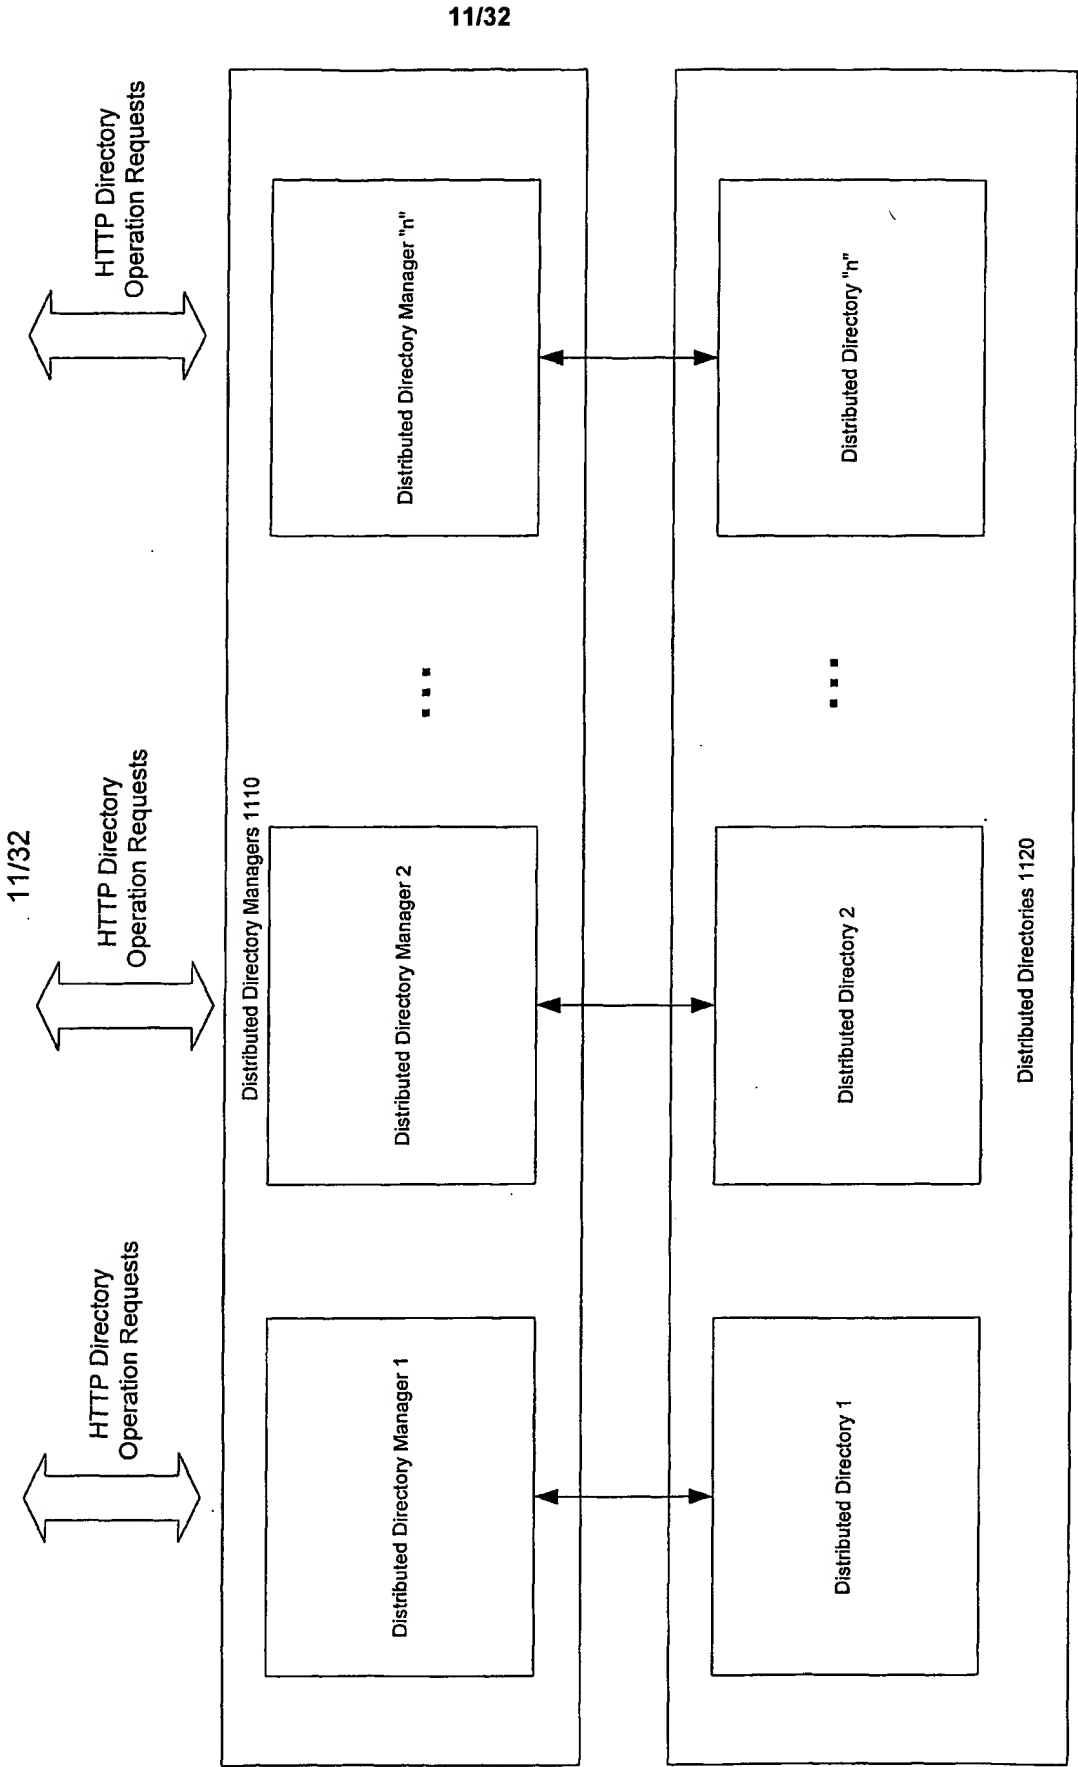 11/32
11/32
HTTP Directory
Operation Requests
HTTP Directory
Operation Requests
HTTP Directory
Operation Requests
Distributed Directory Managers 1110
Distributed Directory Manager 1
Distributed Directory Manager 2
...
Distributed Directory Manager "n"
Distributed Directory 1
Distributed Directory 2
...
Distributed Directory "n"
Distributed Directories 1120